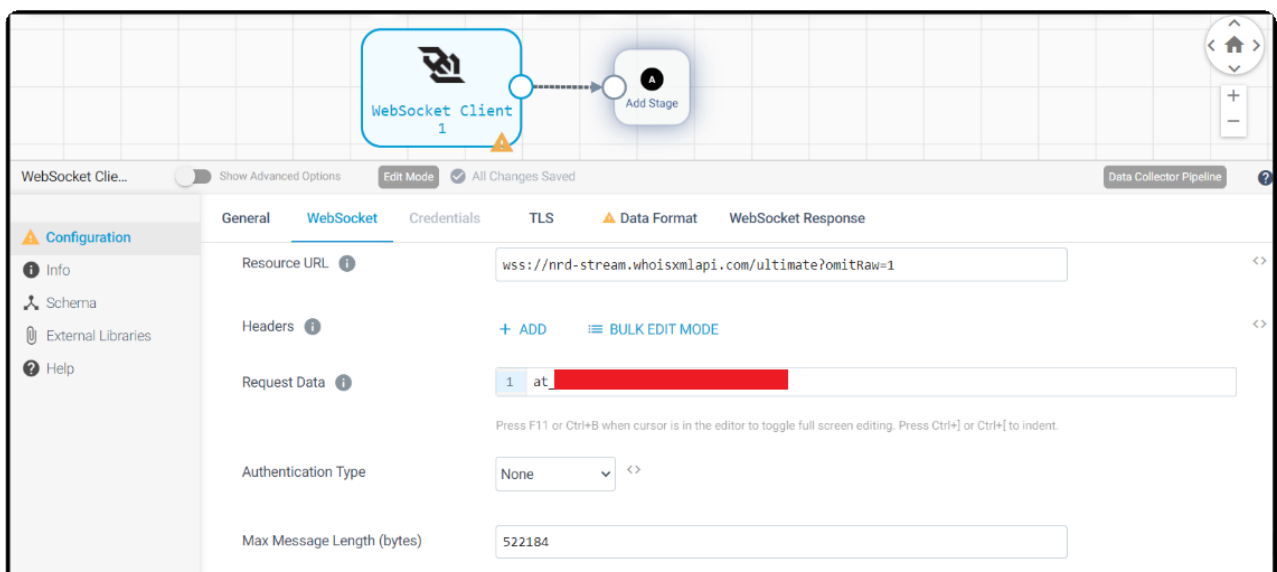 WebSocket Client
1
A
Add Stage
WebSocket Clie...
Show Advanced Options
Edit Mode
All Changes Saved
Data Collector Pipeline
Configuration
Info
Schema
External Libraries
Help
General
WebSocket
Credentials
TLS
Data Format
WebSocket Response
Resource URL
wss://nrd-stream.whoisxmlapi.com/ultimate?omitRaw=1
Headers
+ ADD
BULK EDIT MODE
Request Data
1 at_
Press F11 or Ctrl+B when cursor is in the editor to toggle full screen editing. Press Ctrl+] or Ctrl+[ to indent.
Authentication Type
None
Max Message Length (bytes)
522184